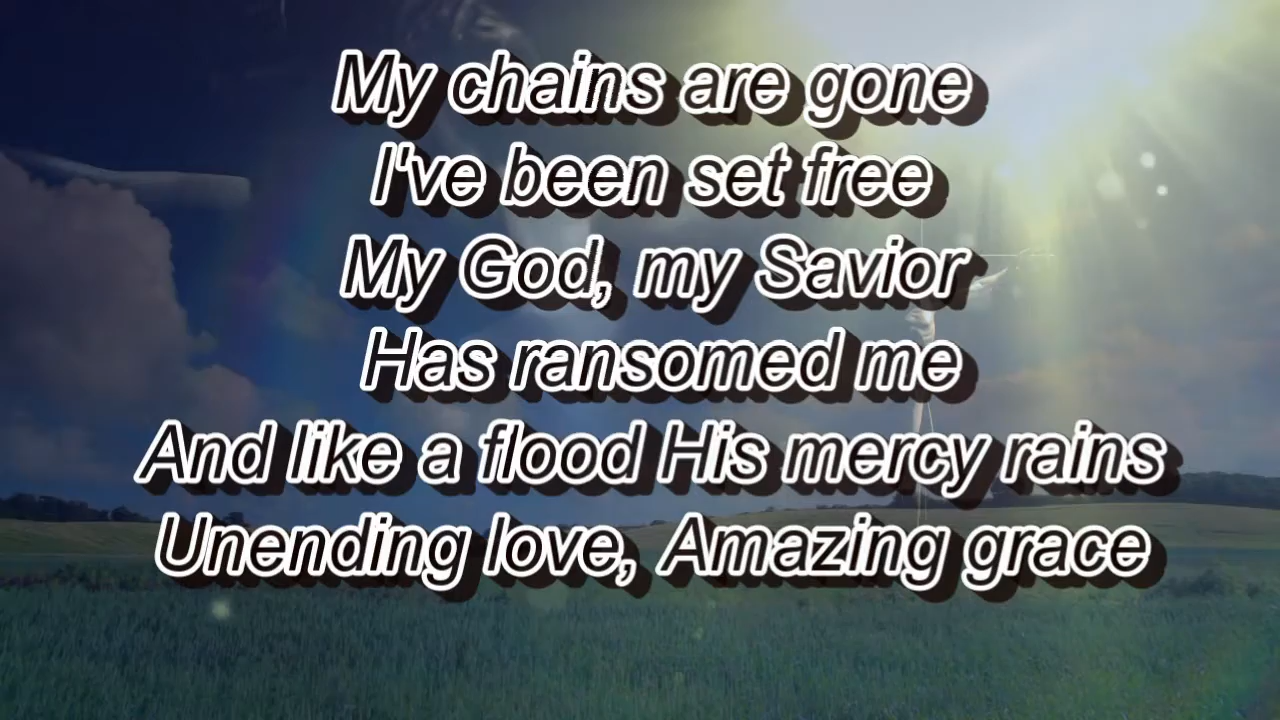 My chains are gone
I've been set free
My God, my Savior
Has ransomed me
And like a flood His mercy rains
Unending love, Amazing grace